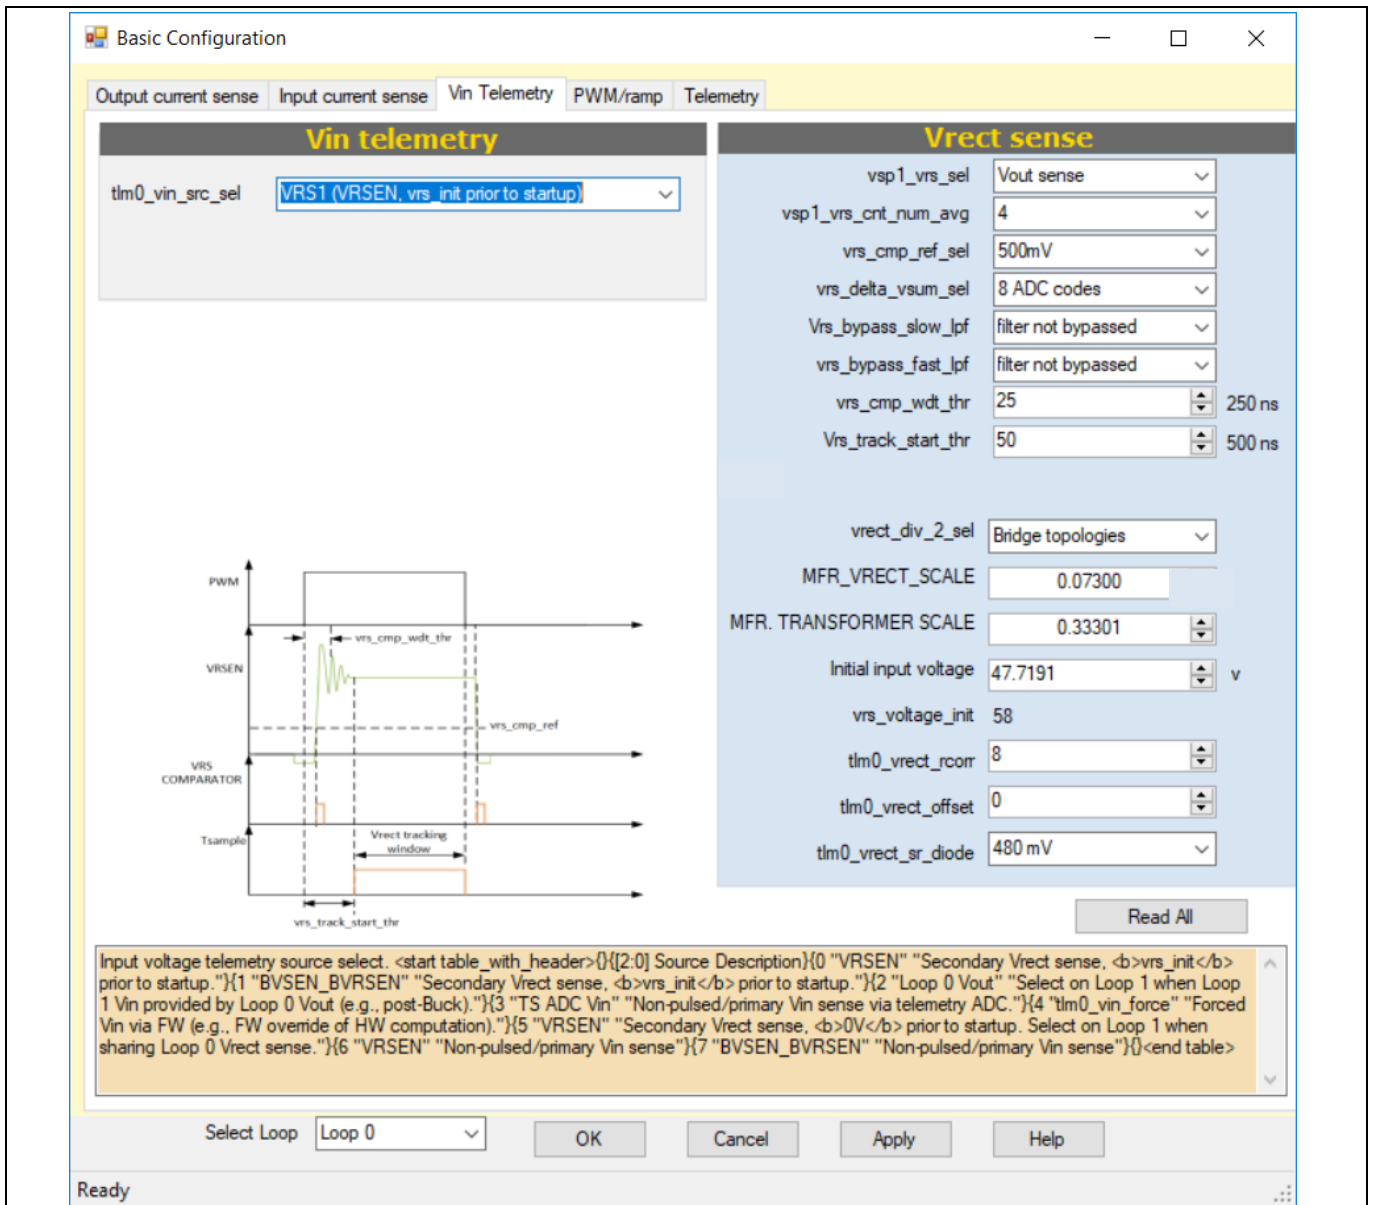 Basic Configuration
Output current sense Input current sense Vin Telemetry PWM/ramp Telemetry
Vin telemetry
tlm0_vin_src_sel VRS1 (VRSEN, vrs_init prior to startup)
Vrect sense
vsp1_vrs_sel Vout sense
vsp1_vrs_cnt_num_avg 4
vrs_cmp_ref_sel 500mV
vrs_delta_vsum_sel 8 ADC codes
Vrs_bypass_slow_lpf filter not bypassed
vrs_bypass_fast_lpf filter not bypassed
vrs_cmp_wdt_thr 25 250 ns
Vrs_track_start_thr 50 500 ns
vrect_div_2_sel Bridge topologies
MFR_VRECT_SCALE 0.07300
MFR. TRANSFORMER SCALE 0.33301
Initial input voltage 47.7191 v
vrs_voltage_init 58
tlm0_vrect_rcorr 8
tlm0_vrect_offset 0
tlm0_vrect_sr_diode 480 mV
PWM
vrs_cmp_wdt_thr
VRSEN
vrs_cmp_ref
VRS
COMPARATOR
Tsample
Vrect tracking
window
vrs_track_start_thr
Read All
Input voltage telemetry source select. <start table_with_header>{}{[2:0] Source Description}{0 "VRSEN" "Secondary Vrect sense, <b>vrs_init</b>
prior to startup."}{1 "BVSEN_BVRSEN" "Secondary Vrect sense, <b>vrs_init</b> prior to startup."}{2 "Loop 0 Vout" "Select on Loop 1 when Loop
1 Vin provided by Loop 0 Vout (e.g., post-Buck)."}{3 "TS ADC Vin" "Non-pulsed/primary Vin sense via telemetry ADC."}{4 "tlm0_vin_force" "Forced
Vin via FW (e.g., FW override of HW computation)."}{5 "VRSEN" "Secondary Vrect sense, <b>0V</b> prior to startup. Select on Loop 1 when
sharing Loop 0 Vrect sense."}{6 "VRSEN" "Non-pulsed/primary Vin sense"}{7 "BVSEN_BVRSEN" "Non-pulsed/primary Vin sense"}{}<end table>
Select Loop Loop 0 OK Cancel Apply Help
Ready